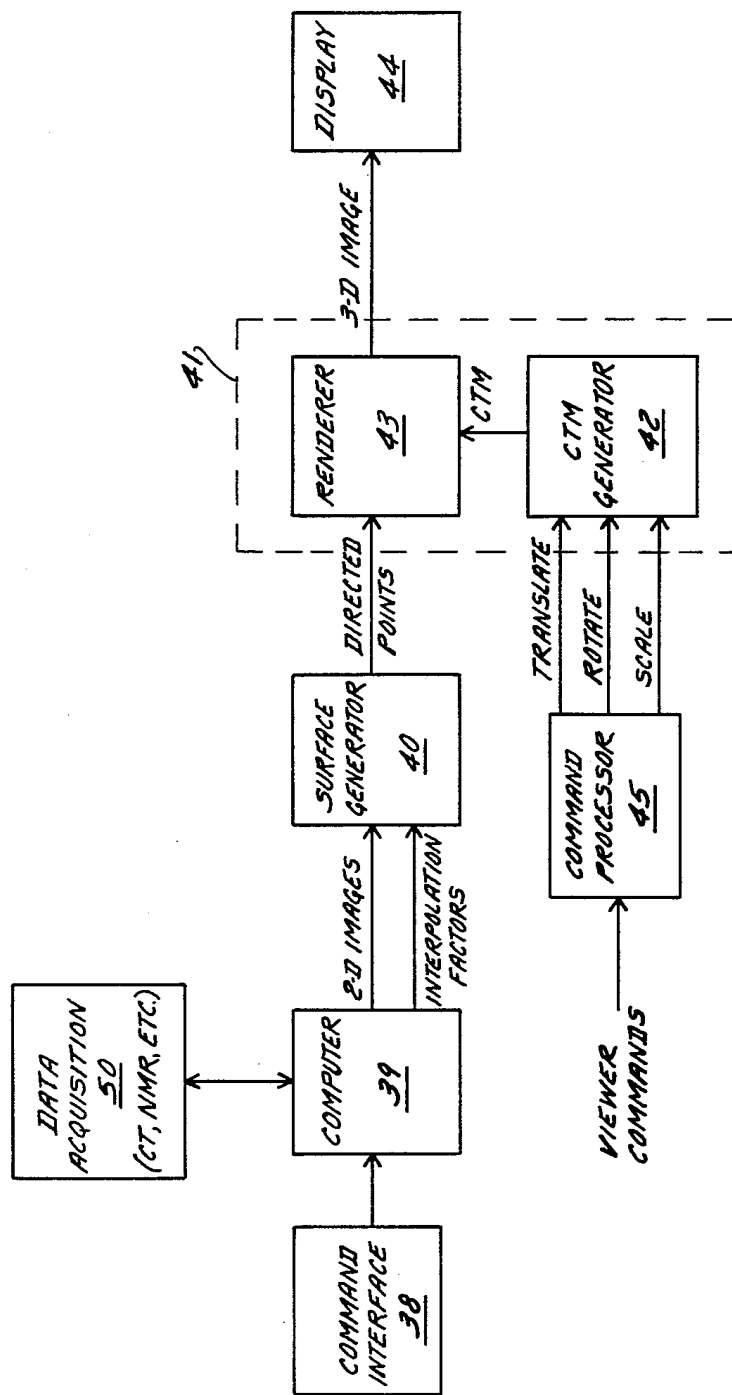 DATA
ACQUISITION
50
(CT, NMR, ETC.)
COMMAND
INTERFACE
38
COMPUTER
39
2-D IMAGES
INTERPOLATION
FACTORS
SURFACE
GENERATOR
40
DIRECTED
POINTS
41
RENDERER
43
3-D IMAGE
DISPLAY
44
CTM
CTM
GENERATOR
42
TRANSLATE
ROTATE
SCALE
COMMAND
PROCESSOR
45
VIEWER
COMMANDS